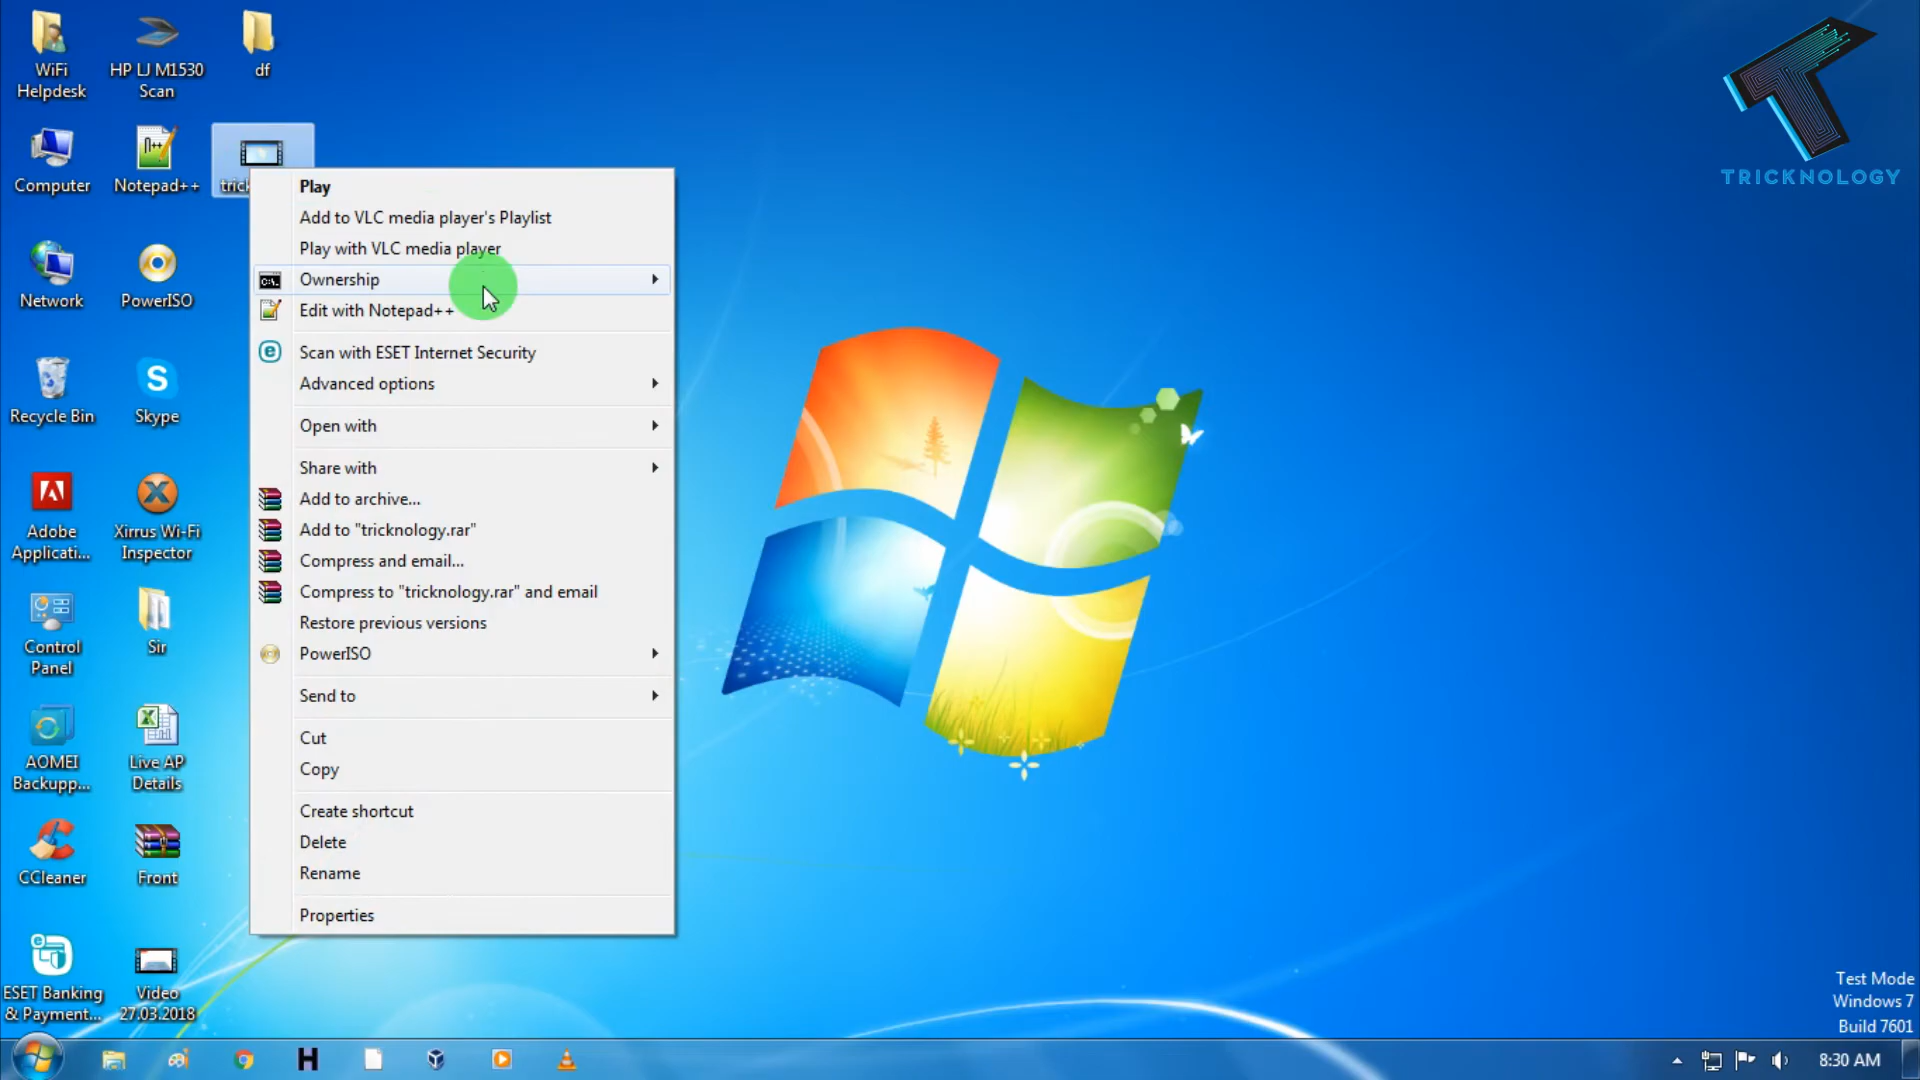 WiFi
Helpdesk
HP LJ M1530
Scan
df
Computer
Notepad++
trick
Network
PowerISO
Recycle Bin
Skype
Adobe
Applicati...
Xirrus Wi-Fi
Inspector
Control
Panel
Sir
AOMEI
Backupp...
Live AP
Details
CCleaner
Front
ESET Banking
& Payment...
Video
27.03.2018
Play
Add to VLC media player's Playlist
Play with VLC media player
C:\.
Ownership
Edit with Notepad++
Scan with ESET Internet Security
Advanced options
Open with
Share with
Add to archive...
Add to "tricknology.rar"
Compress and email...
Compress to "tricknology.rar" and email
Restore previous versions
PowerISO
Send to
Cut
Copy
Create shortcut
Delete
Rename
Properties
TRICKNOLOGY
Test Mode
Windows 7
Build 7601
8:30 AM